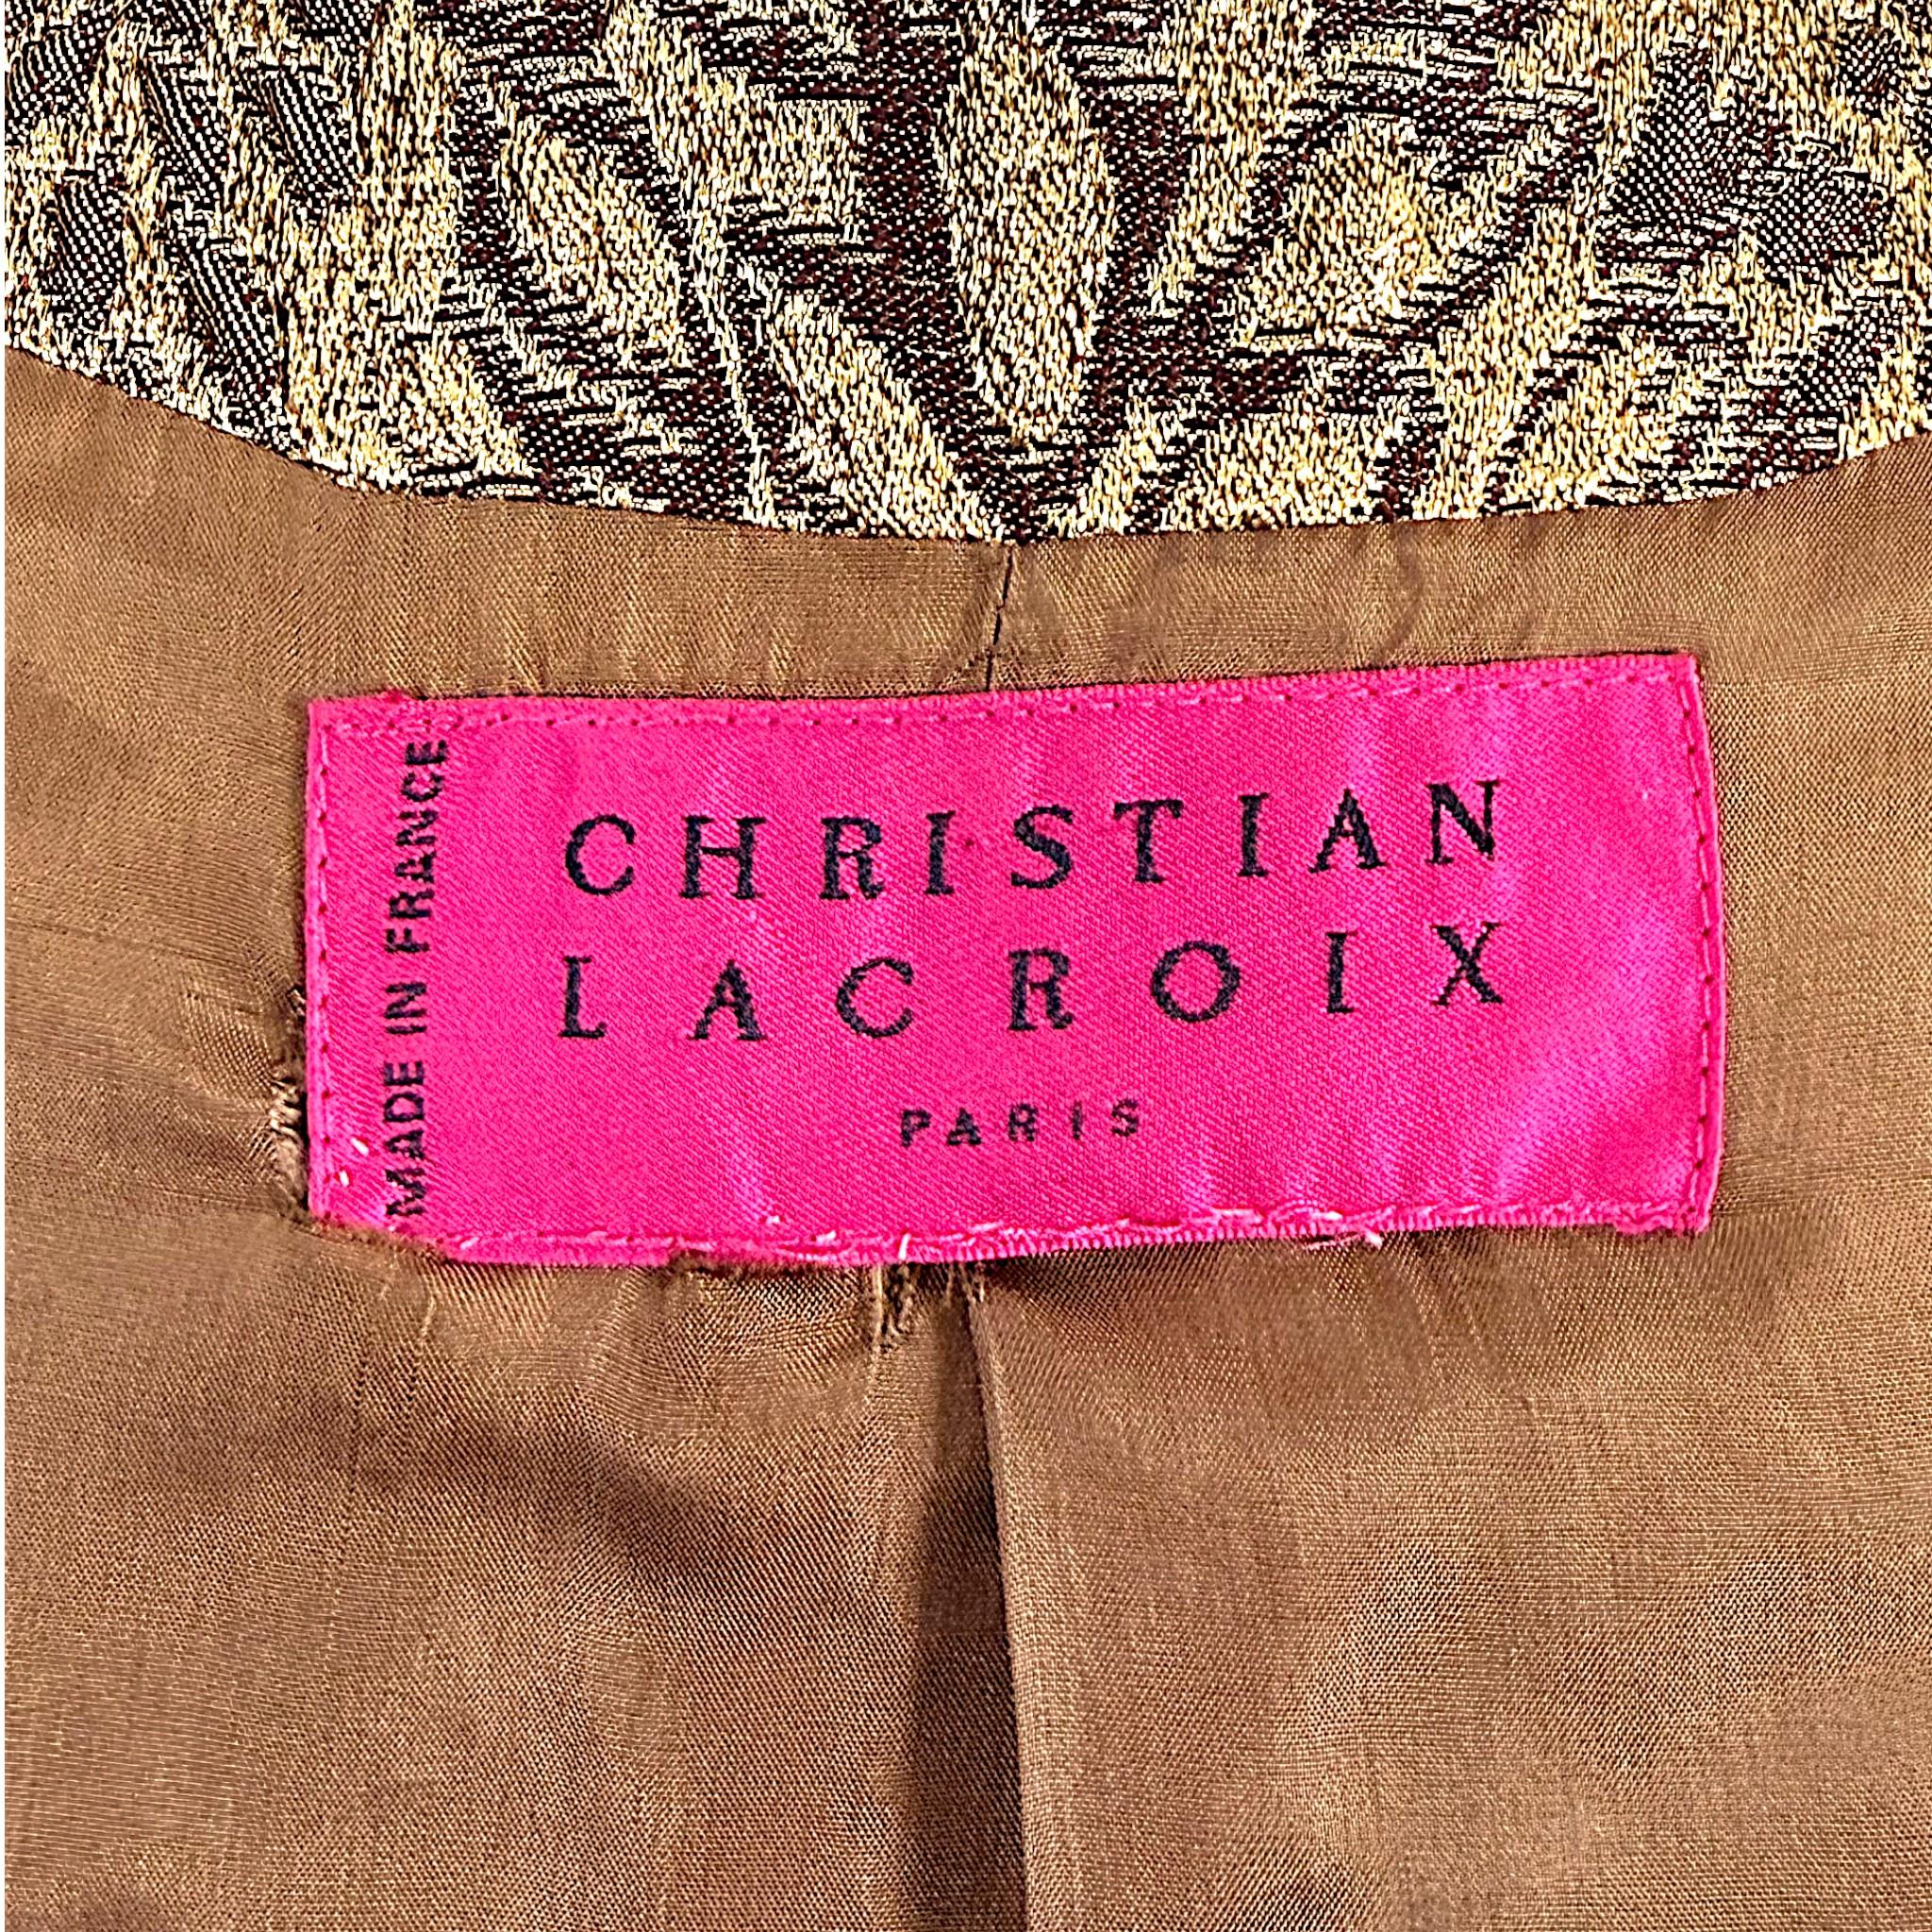 CHRISTIAN
LACROIX
PARIS
MADE IN FRANCE